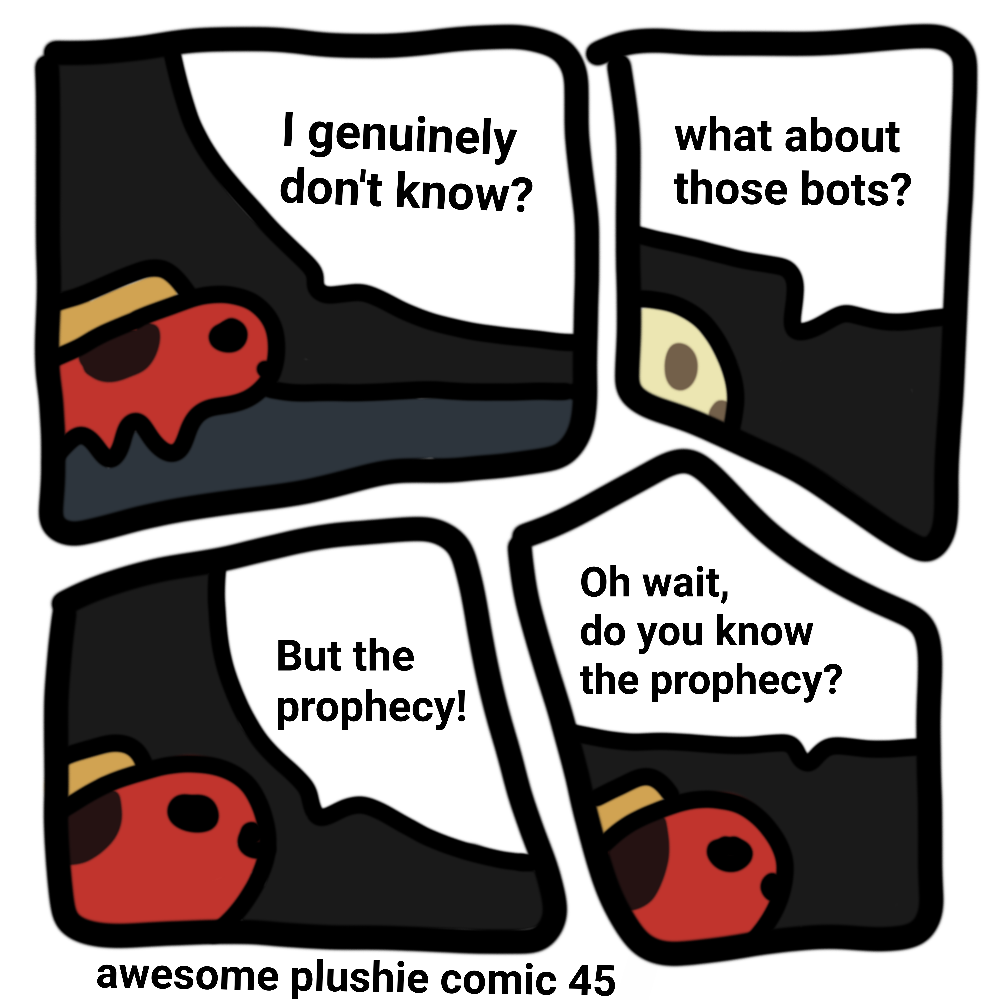 I genuinely
don't know?
what about
those bots?
But the
prophecy!
Oh wait,
do you know
the prophecy?
awesome plushie comic 45